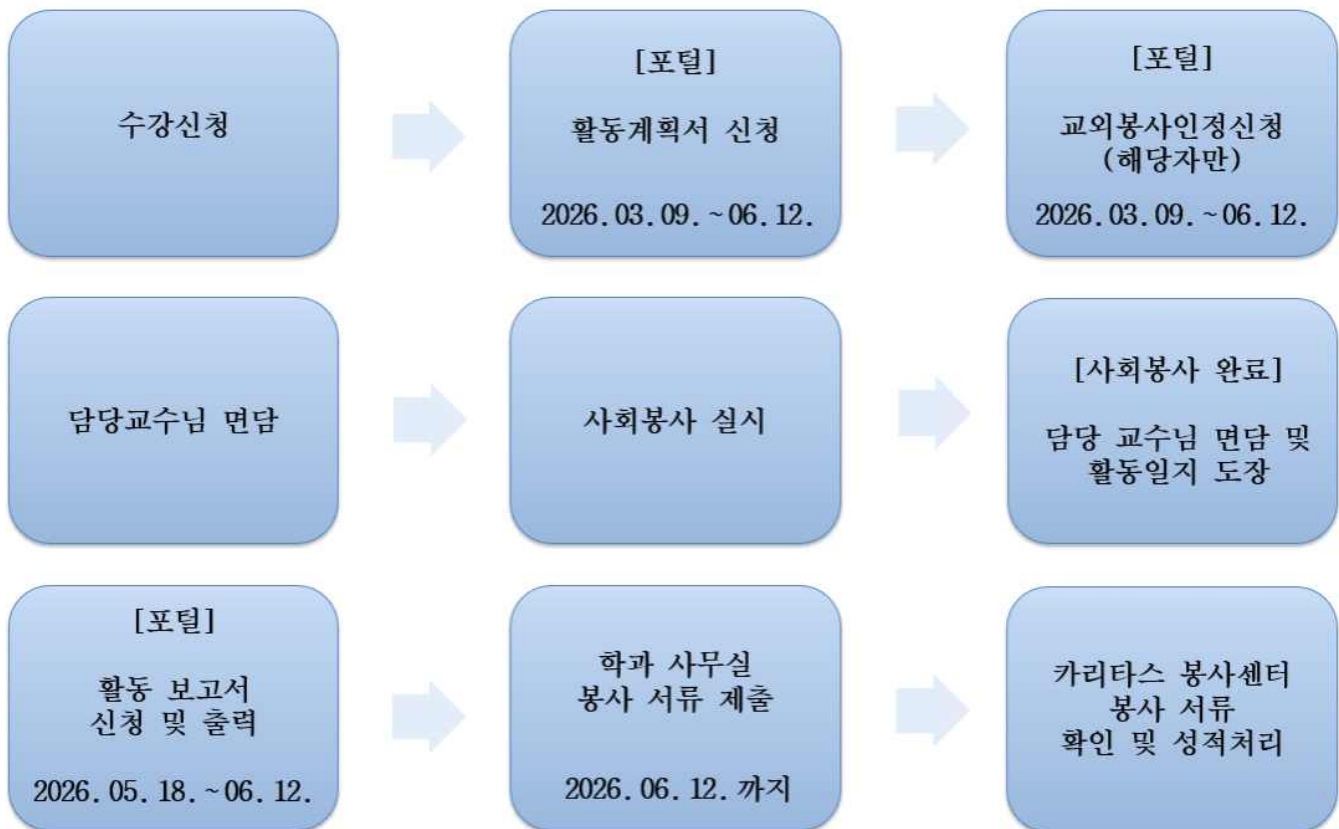 수강신청
[포털]
활동계획서 신청
2026.03.09.~06.12.
[포털]
교외봉사인정신청
(해당자만)
2026.03.09.~06.12.
담당교수님 면담
사회봉사 실시
[사회봉사 완료]
담당 교수님 면담 및
활동일지 도장
[포털]
활동 보고서
신청 및 출력
2026.05.18.~06.12.
학과 사무실
봉사 서류 제출
2026.06.12.까지
카리타스 봉사센터
봉사 서류
확인 및 성적처리